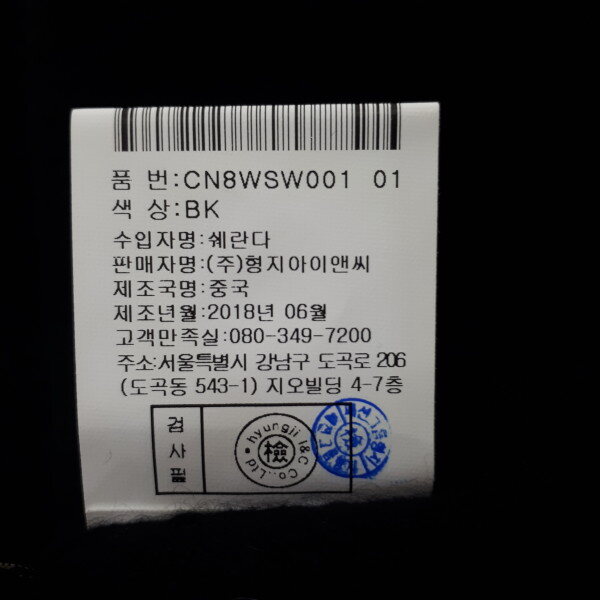 품 번:CN8WSW001 01
색 상:BK
수입자명:쉐란다
판매자명:(주)형지아이앤씨
제조국명:중국
제조년월:2018년 06월
고객만족실:080-349-7200
주소:서울특별시 강남구 도곡로 206
(도곡동 543-1) 지오빌딩 4-7층
검사필
hyungji I&C Co.,Ltd
檢